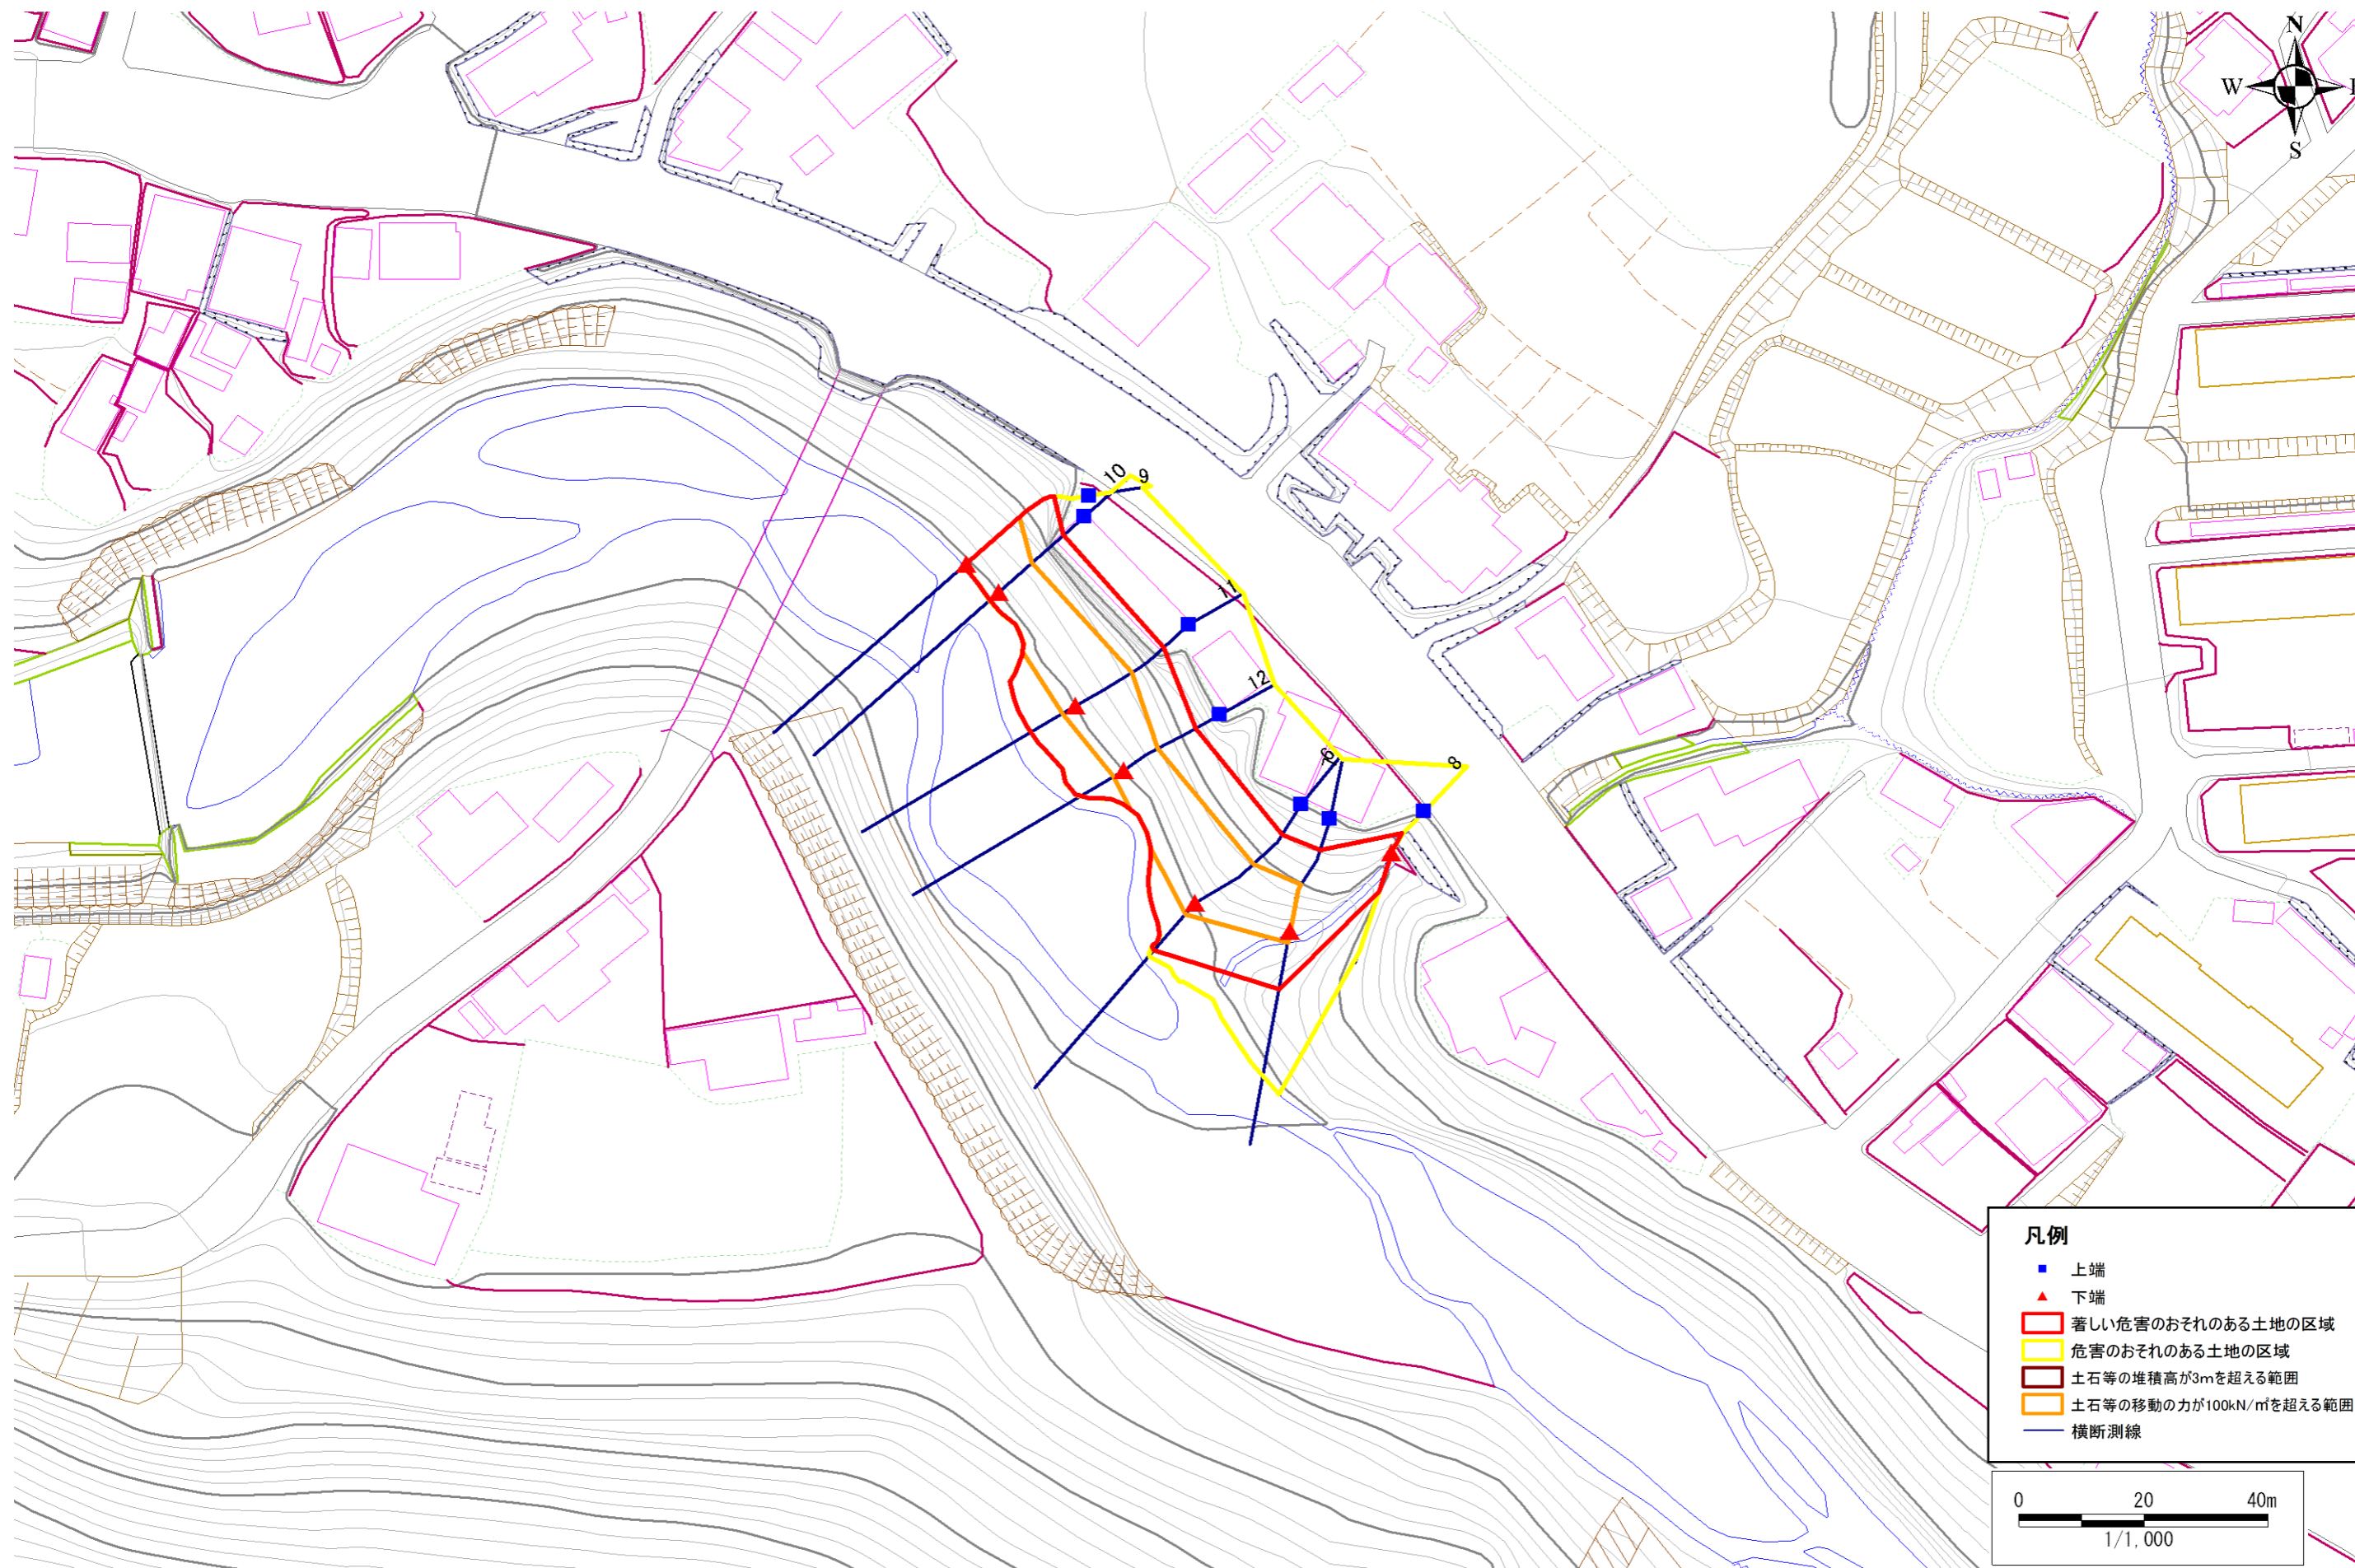 N
W
S
10
9
11
12
6
7
8
凡例
上端
下端
著しい危害のおそれのある土地の区域
危害のおそれのある土地の区域
土石等の堆積高が3mを超える範囲
土石等の移動の力が100kN/㎡を超える範囲
横断測線
0 20 40m
1/1,000